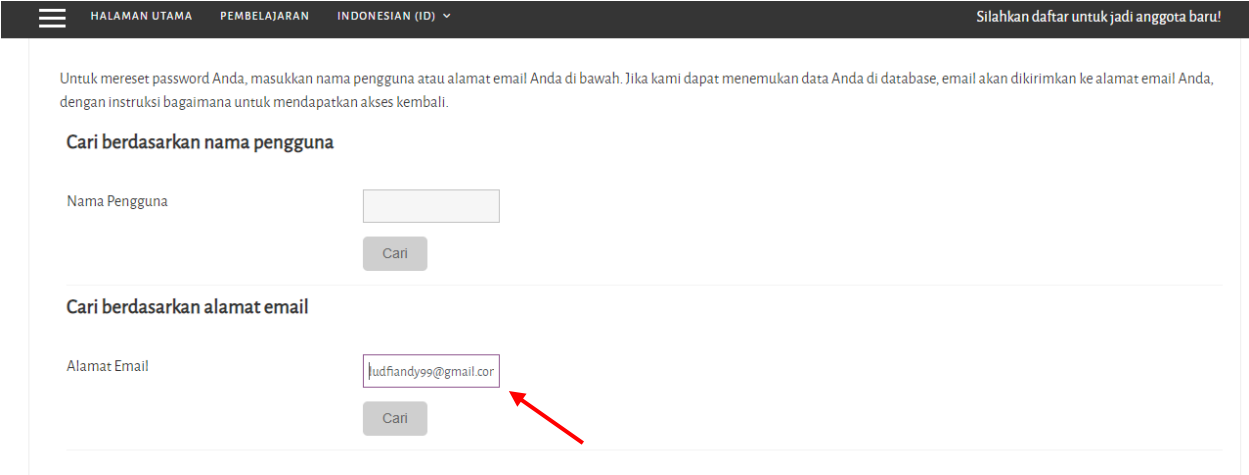 HALAMAN UTAMA PEMBELAJARAN INDONESIAN (ID) Silahkan daftar untuk jadi anggota baru!
Untuk mereset password Anda, masukkan nama pengguna atau alamat email Anda di bawah. Jika kami dapat menemukan data Anda di database, email akan dikirimkan ke alamat email Anda,
dengan instruksi bagaimana untuk mendapatkan akses kembali.
Cari berdasarkan nama pengguna
Nama Pengguna
Cari
Cari berdasarkan alamat email
Alamat Email ludfiandy99@gmail.cor
Cari